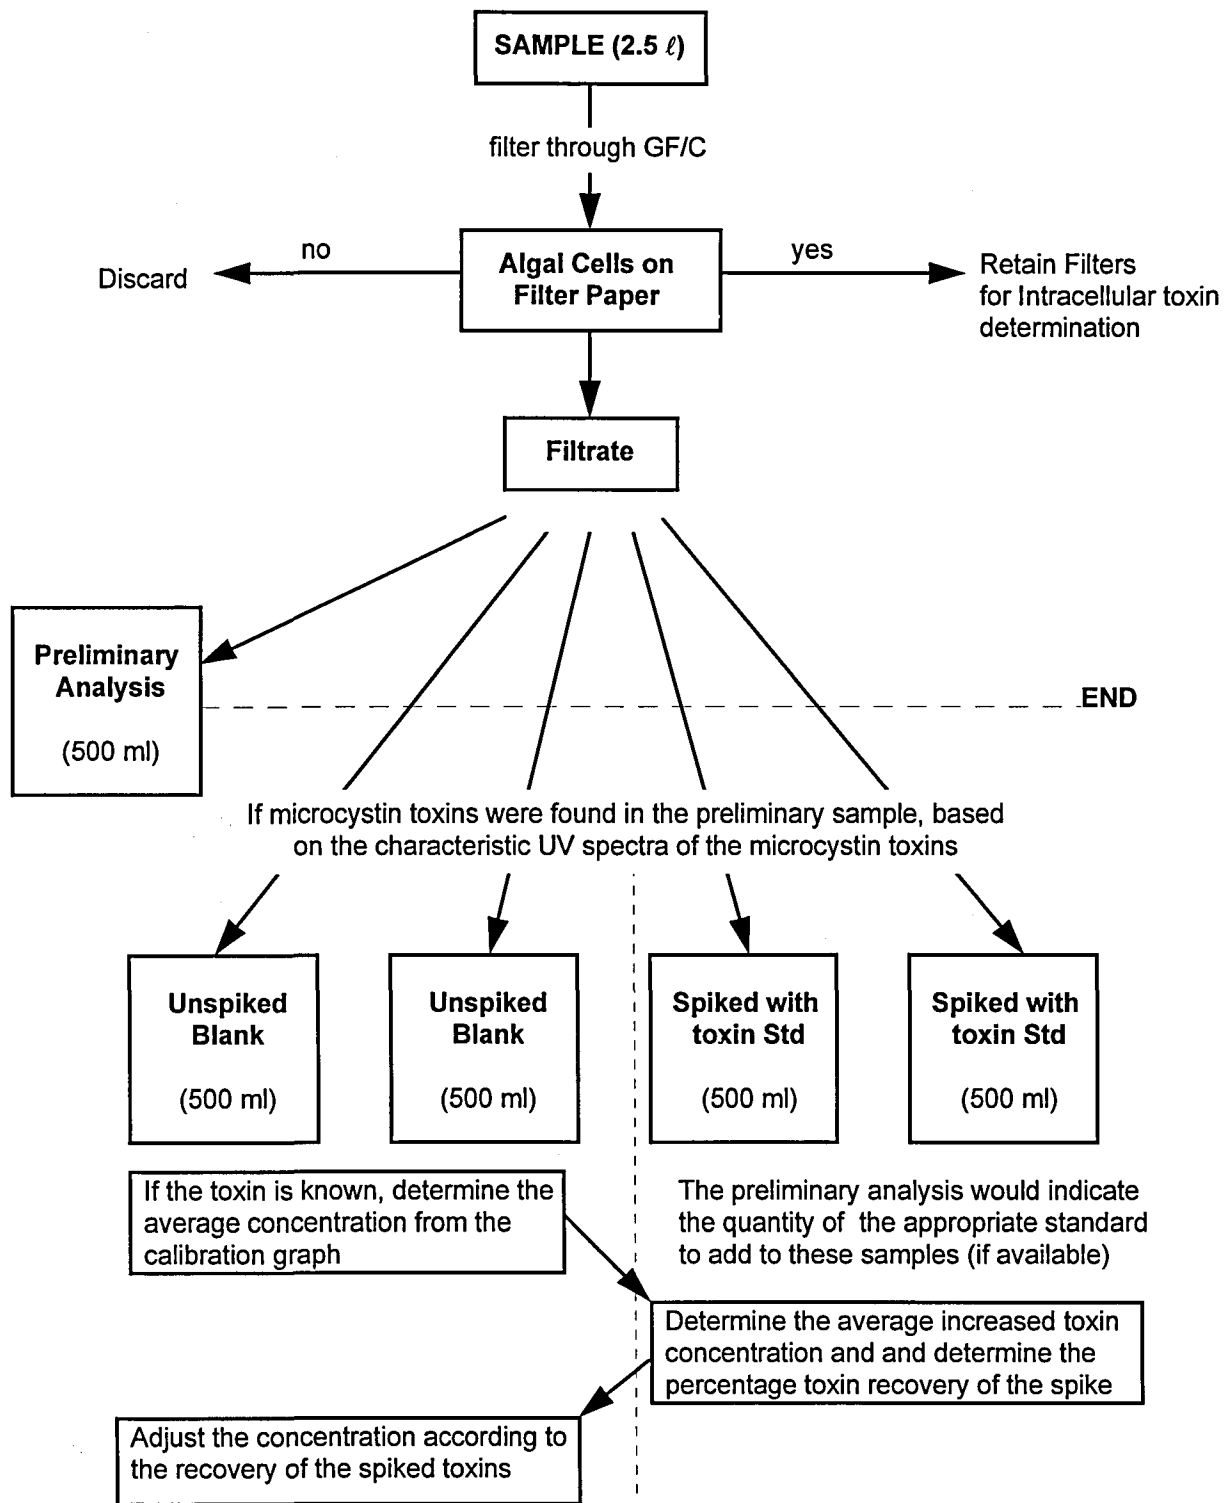 SAMPLE (2.5 ℓ)
filter through GF/C
no
yes
Discard
Algal Cells on
Filter Paper
Retain Filters
for Intracellular toxin
determination
Filtrate
Preliminary
Analysis
(500 ml)
END
If microcystin toxins were found in the preliminary sample, based
on the characteristic UV spectra of the microcystin toxins
Unspiked
Blank
(500 ml)
Unspiked
Blank
(500 ml)
Spiked with
toxin Std
(500 ml)
Spiked with
toxin Std
(500 ml)
If the toxin is known, determine the
average concentration from the
calibration graph
The preliminary analysis would indicate
the quantity of the appropriate standard
to add to these samples (if available)
Determine the average increased toxin
concentration and and determine the
percentage toxin recovery of the spike
Adjust the concentration according to
the recovery of the spiked toxins